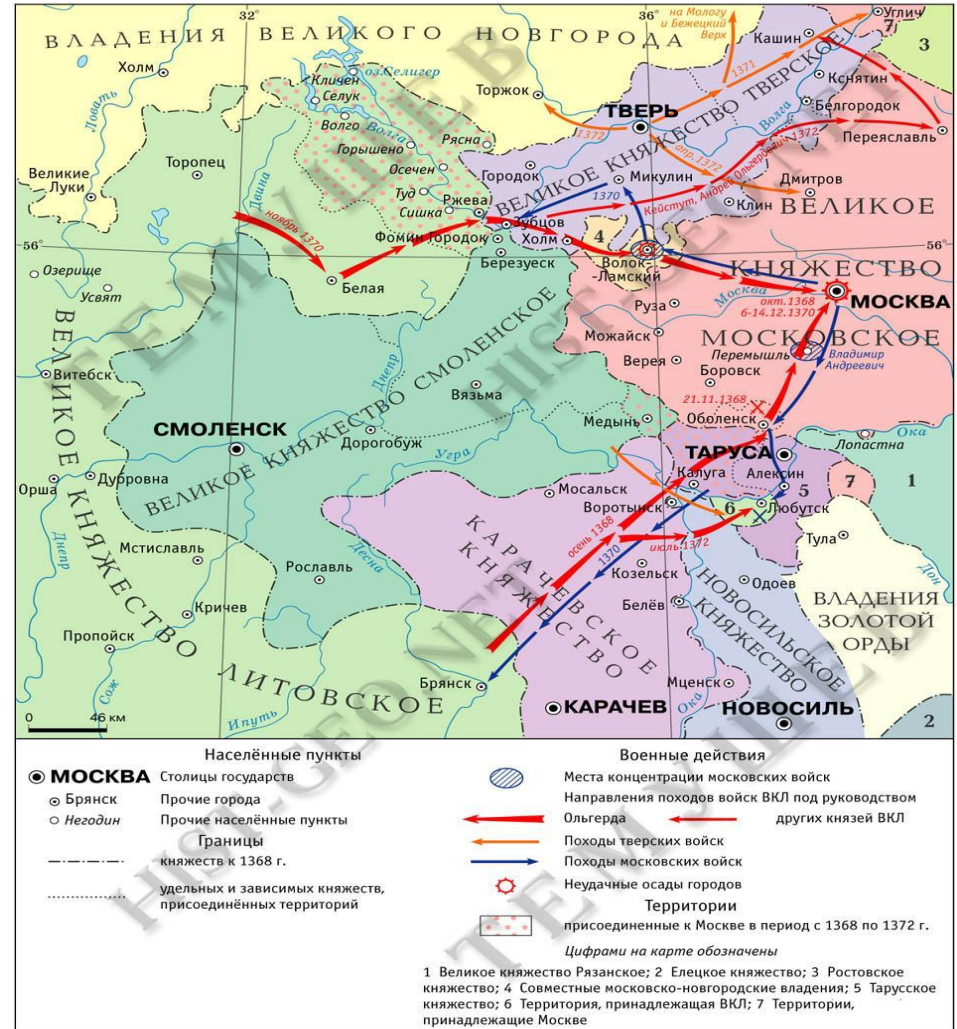 32°
36°
на Мологу
и Бежецкий
Верх
Углич
7
3
ВЛАДЕНИЯ ВЕЛИКОГО НОВГОРОДА
Кашин
1371
Холм
Кличен
оз.Селигер
Селук
Торжок
Кснятин
Ловать
Волго
Волга
ТВЕРЬ
Волга
Белгородок
1372
Горышено
Рясна
Переяславль
ВЕЛИКОЕ КНЯЖЕСТВО ТВЕРСКОЕ
апр.1372
1372
Торопец
Осечен
Городок
Микулин
Дмитров
Великие
Луки
Двина
Туд
Кейстут, Андрей Ольгердович
Сишка
Ржева
1370
Клин
ВЕЛИКОЕ
ноябрь 1370
Зубцов
Фомин Городок
Холм
4
56°
56°
Березуеск
Волок-
Ламский
КНЯЖЕСТВО
Озерище
Белая
Усвят
Москва
МОСКВА
Руза
окт.1368
6-14.12.1370
Можайск
МОСКОВСКОЕ
Верея
Перемышль
Владимир
Андреевич
Боровск
Витебск
Днепр
СМОЛЕНСКОЕ
Вязьма
21.11.1368
Оболенск
Медынь
СМОЛЕНСК
Дорогобуж
Ока
Лопастна
ВЕЛИКОЕ КНЯЖЕСТВО
Угра
ТАРУСА
Калуга
Алексин
Орша
Дубровна
Мосальск
Воротынск
5
7
1
6
Любутск
Тула
осень 1368
июль 1372
1370
Днепр
Мстиславль
Десна
Козельск
Рославль
КАРАЧЕВСКОЕ
КНЯЖЕСТВО
Одоев
Дон
Белёв
НОВОСИЛЬСКОЕ
КНЯЖЕСТВО
ВЛАДЕНИЯ
ЗОЛОТОЙ
ОРДЫ
Кричев
Пропойск
ВЕЛИКОЕ КНЯЖЕСТВО ЛИТОВСКОЕ
Мценск
Сож
Брянск
Ока
КАРАЧЕВ
НОВОСИЛЬ
2
0 46 км
Ипуть
ТЕМУШЕВ
HIST-GEO.NET
HIST-GEO.NET
ТЕМУШЕВ
Населённые пункты
МОСКВА Столицы государств
Брянск Прочие города
Негодин Прочие населённые пункты
Границы
княжеств к 1368 г.
удельных и зависимых княжеств,
присоединённых территорий
Военные действия
Места концентрации московских войск
Направления походов войск ВКЛ под руководством
Ольгерда других князей ВКЛ
Походы тверских войск
Походы московских войск
Неудачные осады городов
Территории
присоединенные к Москве в период с 1368 по 1372 г.
Цифрами на карте обозначены
1 Великое княжество Рязанское; 2 Елецкое княжество; 3 Ростовское
княжество; 4 Совместные московско-новгородские владения; 5 Тарусское
княжество; 6 Территория, принадлежащая ВКЛ; 7 Территории,
принадлежащие Москве